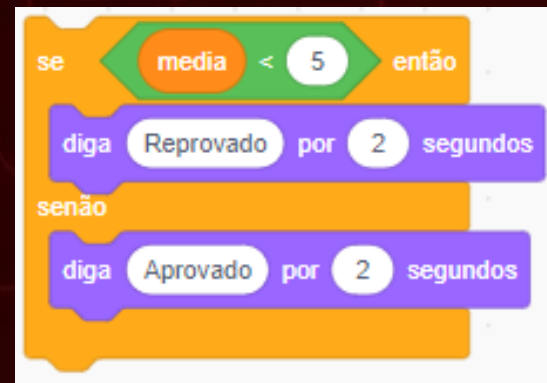 se media < 5 então
diga Reprovado por 2 segundos
senão
diga Aprovado por 2 segundos